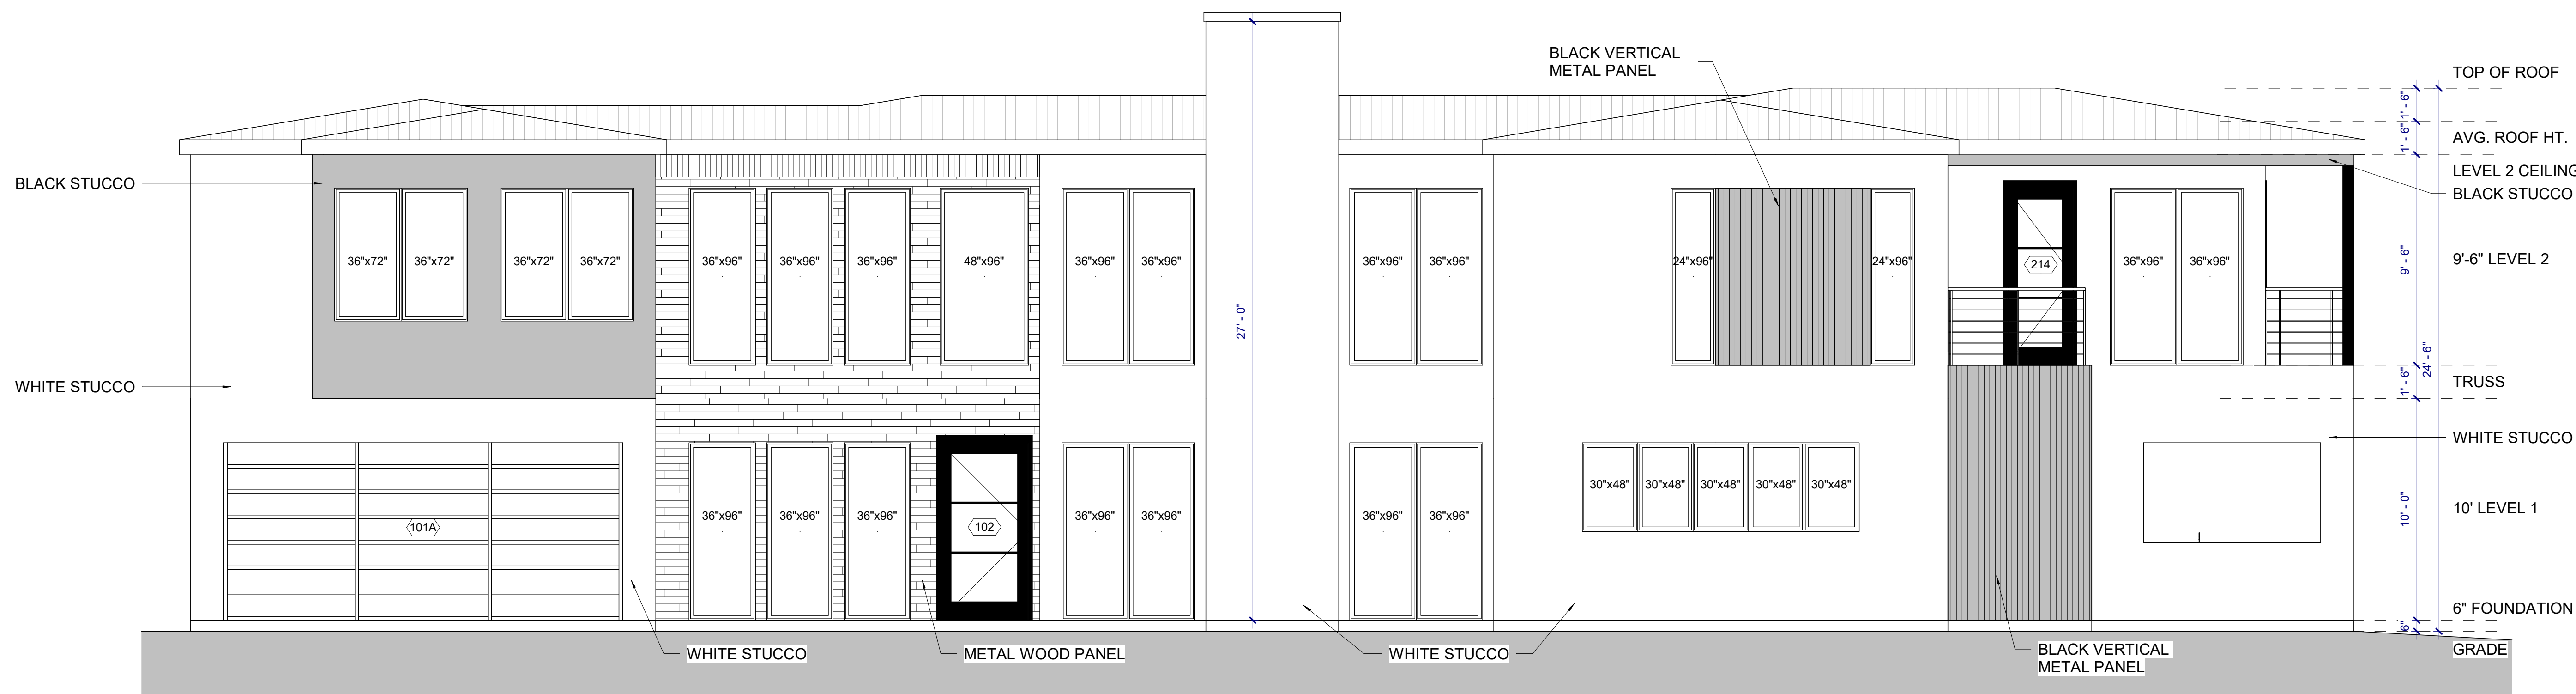 BLACK VERTICAL
METAL PANEL
TOP OF ROOF
1' - 6"
AVG. ROOF HT.
1' - 6"
LEVEL 2 CEILING
BLACK STUCCO
BLACK STUCCO
36"x72" 36"x72" 36"x72" 36"x72" 36"x96" 36"x96" 36"x96" 48"x96" 36"x96" 36"x96" 36"x96" 36"x96" 24"x96" 24"x96" 214 36"x96" 36"x96"
9' - 6"
9'-6" LEVEL 2
27' - 0"
24' - 6"
WHITE STUCCO
1' - 6"
TRUSS
WHITE STUCCO
30"x48" 30"x48" 30"x48" 30"x48" 30"x48"
101A 36"x96" 36"x96" 36"x96" 102 36"x96" 36"x96" 36"x96" 36"x96"
10' - 0"
10' LEVEL 1
6" FOUNDATION
6"
WHITE STUCCO
METAL WOOD PANEL
WHITE STUCCO
BLACK VERTICAL
METAL PANEL
GRADE